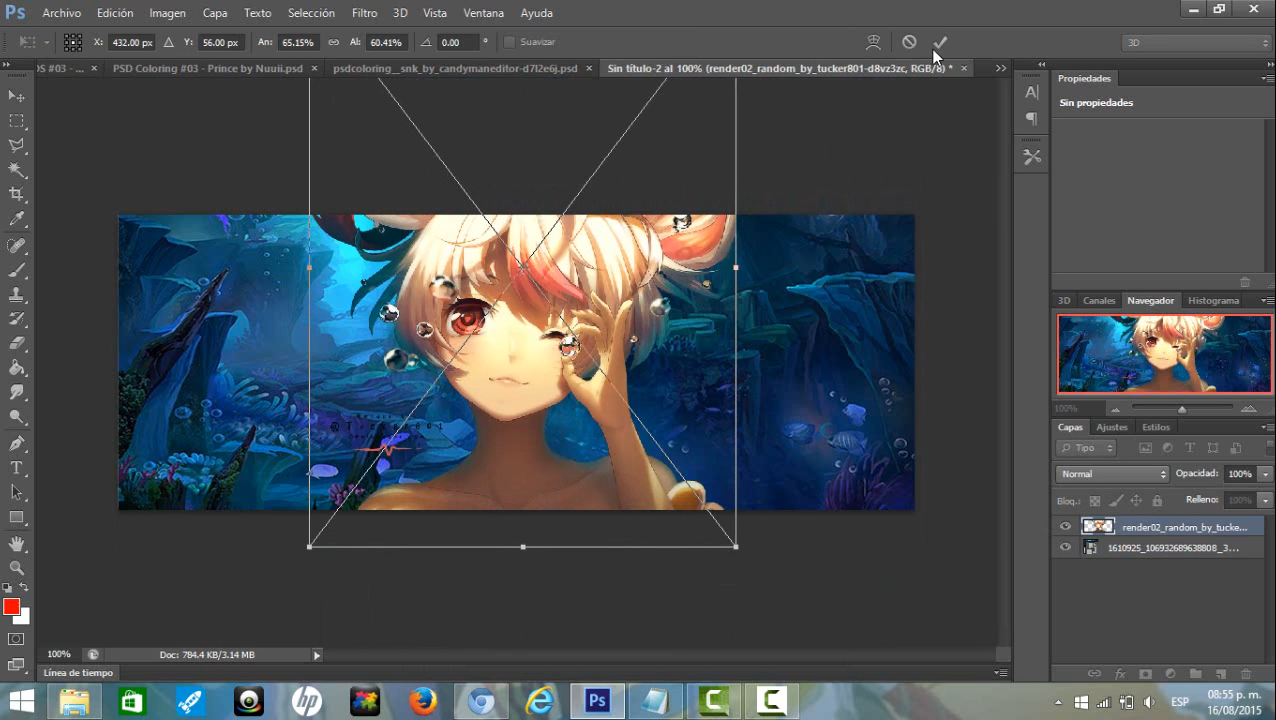 Ps Archivo Edición Imagen Capa Texto Selección Filtro 3D Vista Ventana Ayuda
X: 432.00 px Y: 56.00 px An: 65.15% Al: 60.41% 0.00 ° Suavizar 3D
OS #03 - ... × PSD Coloring #03 - Prince by Nuuii.psd × psdcoloring__snk_by_candymaneditor-d7l2e6j.psd × Sin título-2 al 100% (render02_random_by_tucker801-d8vz3zc, RGB/8) * ×
Propiedades
Sin propiedades
3D Canales Navegador Histograma
100%
Capas Ajustes Estilos
Tipo
Normal Opacidad: 100%
Bloq.: Relleno: 100%
render02_random_by_tucke...
1610925_106932689638808_3...
100% Doc: 784.4 KB/3.14 MB
Línea de tiempo
hp Ps ESP 08:55 p. m.
16/08/2015